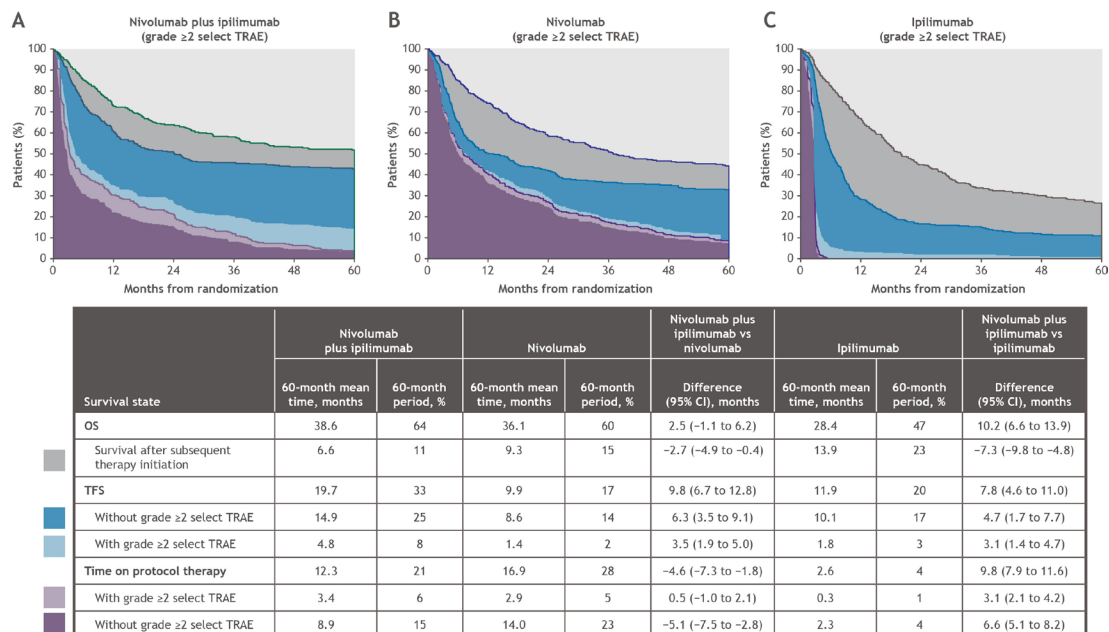 A
Nivolumab plus ipilimumab
(grade ≥2 select TRAE)
100
90
80
70
60
50
40
30
20
10
0
Patients (%)
0 12 24 36 48 60
Months from randomization
B
Nivolumab
(grade ≥2 select TRAE)
100
90
80
70
60
50
40
30
20
10
0
Patients (%)
0 12 24 36 48 60
Months from randomization
C
Ipilimumab
(grade ≥2 select TRAE)
100
90
80
70
60
50
40
30
20
10
0
Patients (%)
0 12 24 36 48 60
Months from randomization
Nivolumab
plus ipilimumab
Nivolumab
Nivolumab plus
ipilimumab vs
nivolumab
Ipilimumab
Nivolumab plus
ipilimumab vs
ipilimumab
Survival state
60-month mean
time, months
60-month
period, %
60-month mean
time, months
60-month
period, %
Difference
(95% CI), months
60-month mean
time, months
60-month
period, %
Difference
(95% CI), months
OS 38.6 64 36.1 60 2.5 (−1.1 to 6.2) 28.4 47 10.2 (6.6 to 13.9)
Survival after subsequent
therapy initiation
6.6 11 9.3 15 −2.7 (−4.9 to −0.4) 13.9 23 −7.3 (−9.8 to −4.8)
TFS 19.7 33 9.9 17 9.8 (6.7 to 12.8) 11.9 20 7.8 (4.6 to 11.0)
Without grade ≥2 select TRAE 14.9 25 8.6 14 6.3 (3.5 to 9.1) 10.1 17 4.7 (1.7 to 7.7)
With grade ≥2 select TRAE 4.8 8 1.4 2 3.5 (1.9 to 5.0) 1.8 3 3.1 (1.4 to 4.7)
Time on protocol therapy 12.3 21 16.9 28 −4.6 (−7.3 to −1.8) 2.6 4 9.8 (7.9 to 11.6)
With grade ≥2 select TRAE 3.4 6 2.9 5 0.5 (−1.0 to 2.1) 0.3 1 3.1 (2.1 to 4.2)
Without grade ≥2 select TRAE 8.9 15 14.0 23 −5.1 (−7.5 to −2.8) 2.3 4 6.6 (5.1 to 8.2)